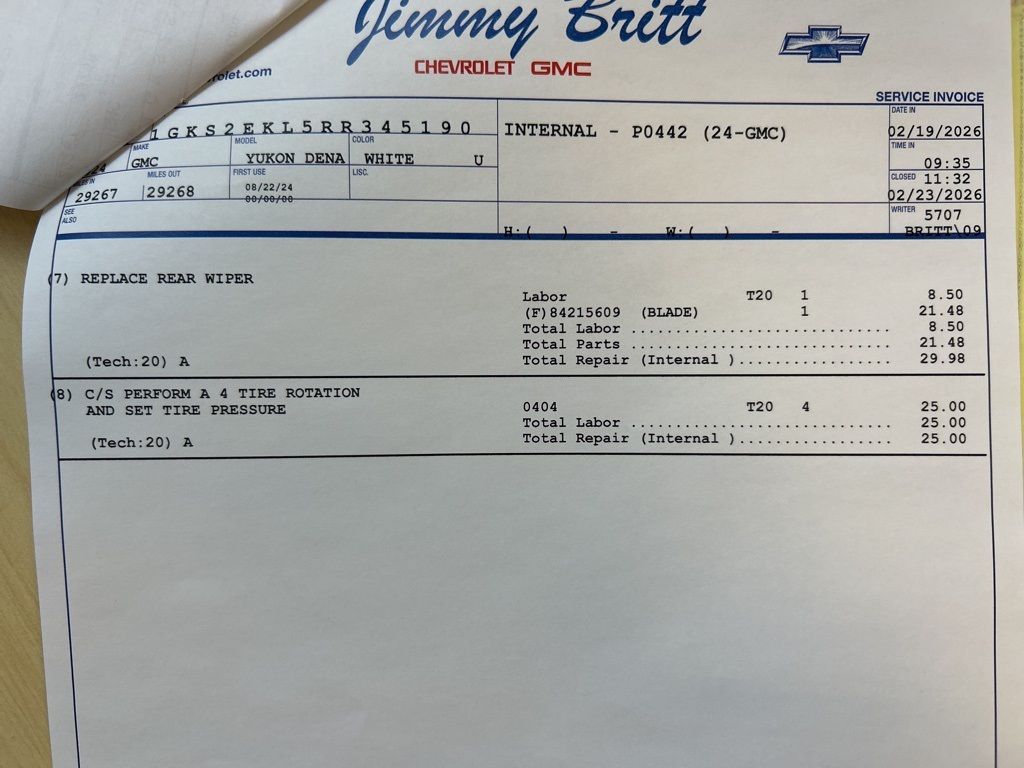 Jimmy Britt
CHEVROLET GMC
rolet.com
SERVICE INVOICE
1GKS2EKL5RR345190
INTERNAL - P0442 (24-GMC)
DATE IN
02/19/2026
MAKE
GMC
MODEL
YUKON DENA
COLOR
WHITE U
TIME IN
09:35
29267
MILES OUT
29268
FIRST USE
08/22/24
00/00/00
LISC.
CLOSED 11:32
02/23/2026
SEE
ALSO
WRITER 5707
BRITT\09
H:( ) - W:( ) -
(7) REPLACE REAR WIPER
Labor T20 1 8.50
(F)84215609 (BLADE) 1 21.48
Total Labor .............................. 8.50
Total Parts .............................. 21.48
(Tech:20) A
Total Repair (Internal )................. 29.98
(8) C/S PERFORM A 4 TIRE ROTATION
AND SET TIRE PRESSURE
0404 T20 4 25.00
Total Labor .............................. 25.00
(Tech:20) A
Total Repair (Internal )................. 25.00